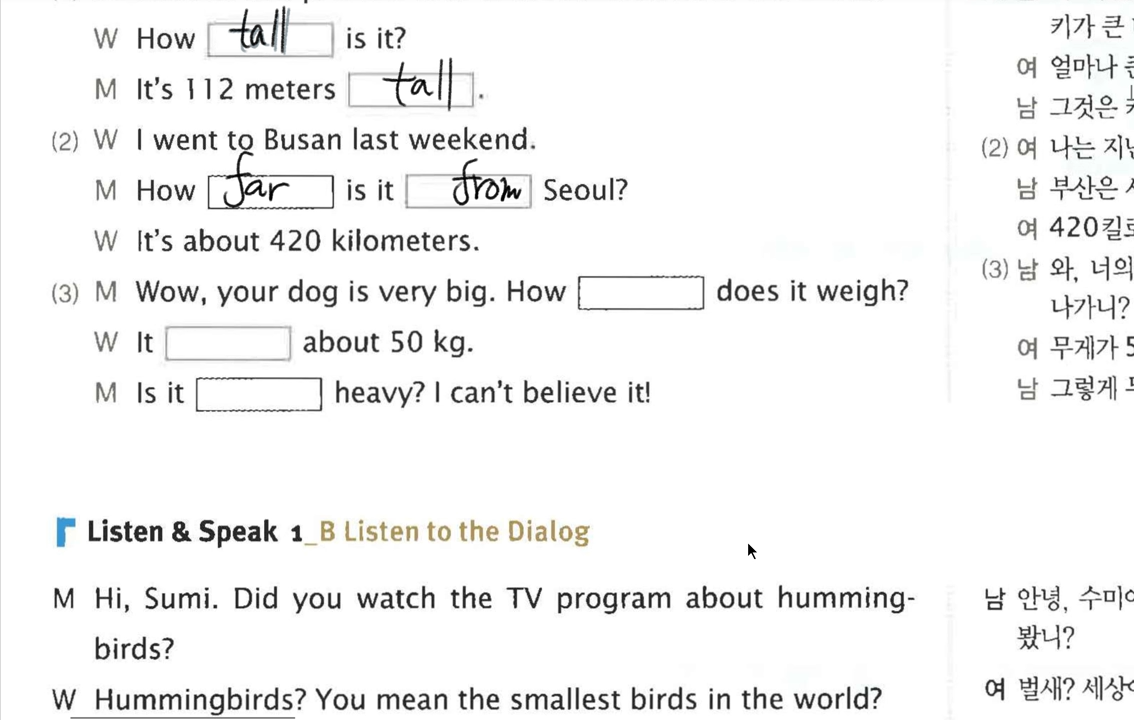 W How tall is it?
키가 큰
M It's 112 meters tall.
여 얼마나
남 그것은
(2) W I went to Busan last weekend.
(2) 여 나는 지난
M How far is it from Seoul?
남 부산은
W It's about 420 kilometers.
여 420킬로
(3) M Wow, your dog is very big. How does it weigh?
(3) 남 와, 너의
나가니?
W It about 50 kg.
여 무게가 5
M Is it heavy? I can't believe it!
남 그렇게
Listen & Speak 1_B Listen to the Dialog
M Hi, Sumi. Did you watch the TV program about humming-
남 안녕, 수미야
birds?
봤니?
W Hummingbirds? You mean the smallest birds in the world?
여 벌새? 세상에